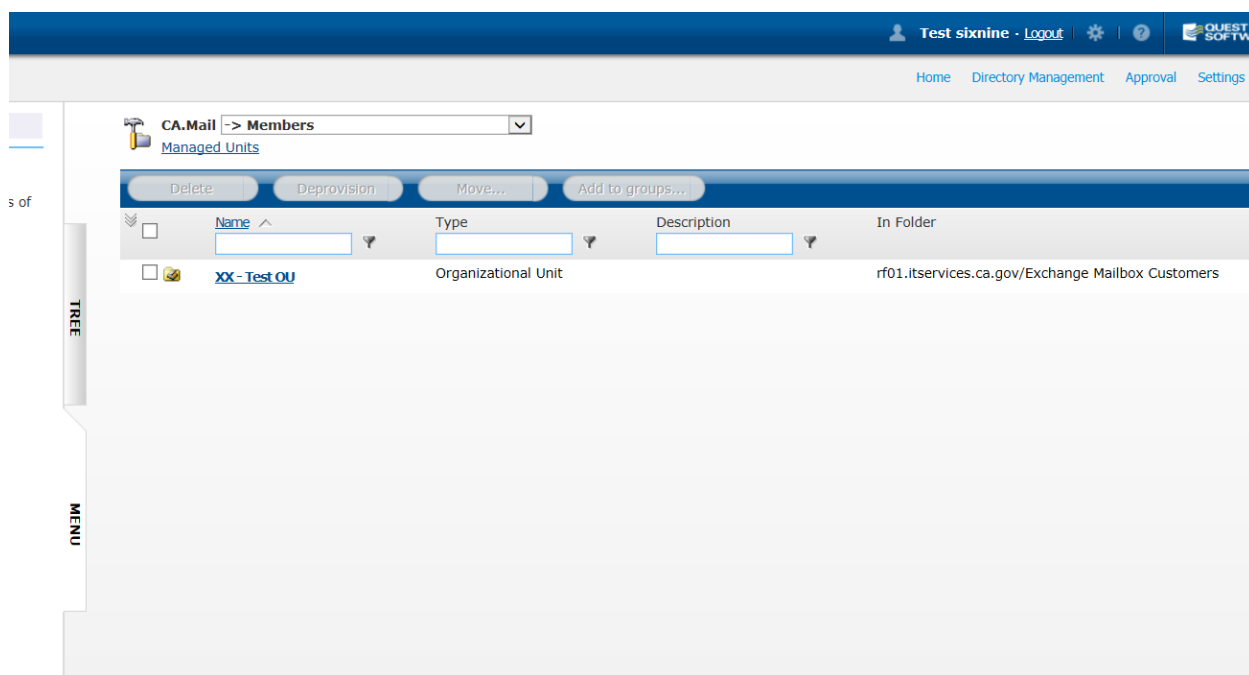 Test sixnine · Logout
QUEST
SOFTW
Home Directory Management Approval Settings
CA.Mail -> Members
Managed Units
s of
Delete Deprovision Move... Add to groups...
Name Type Description In Folder
XX - Test OU Organizational Unit rf01.itservices.ca.gov/Exchange Mailbox Customers
TREE
MENU